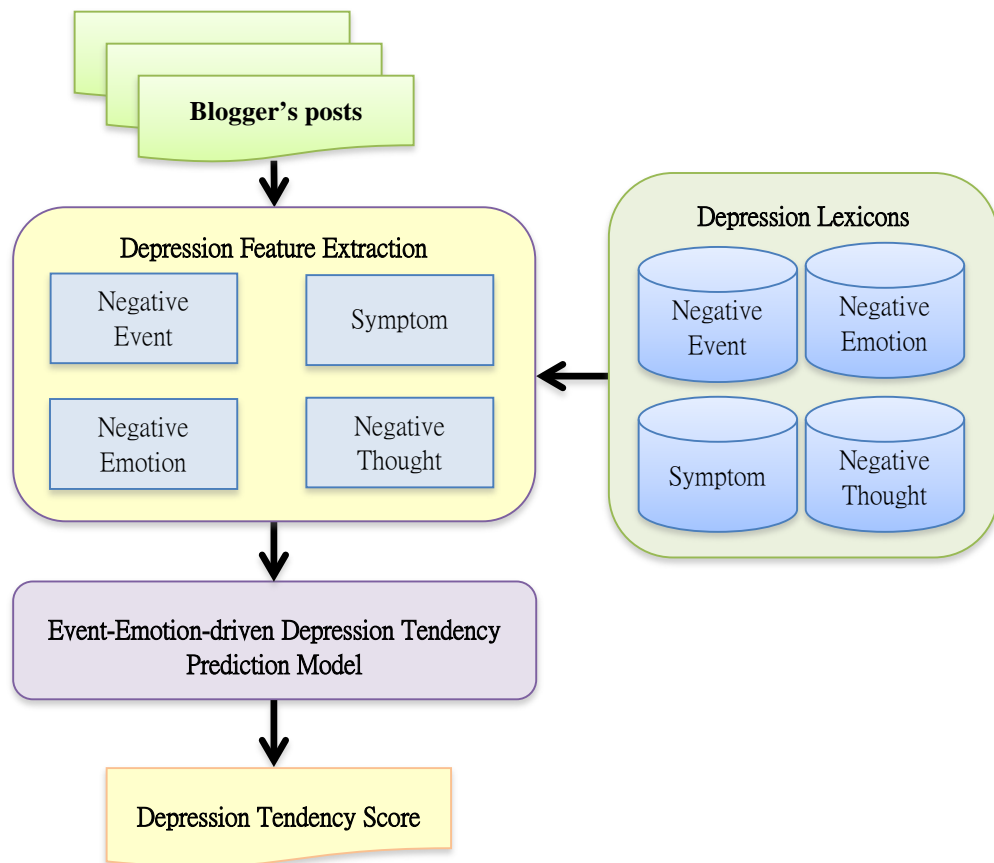 Blogger’s posts
Depression Feature Extraction
Negative
Event
Symptom
Negative
Emotion
Negative
Thought
Depression Lexicons
Negative
Event
Negative
Emotion
Symptom
Negative
Thought
Event-Emotion-driven Depression Tendency
Prediction Model
Depression Tendency Score